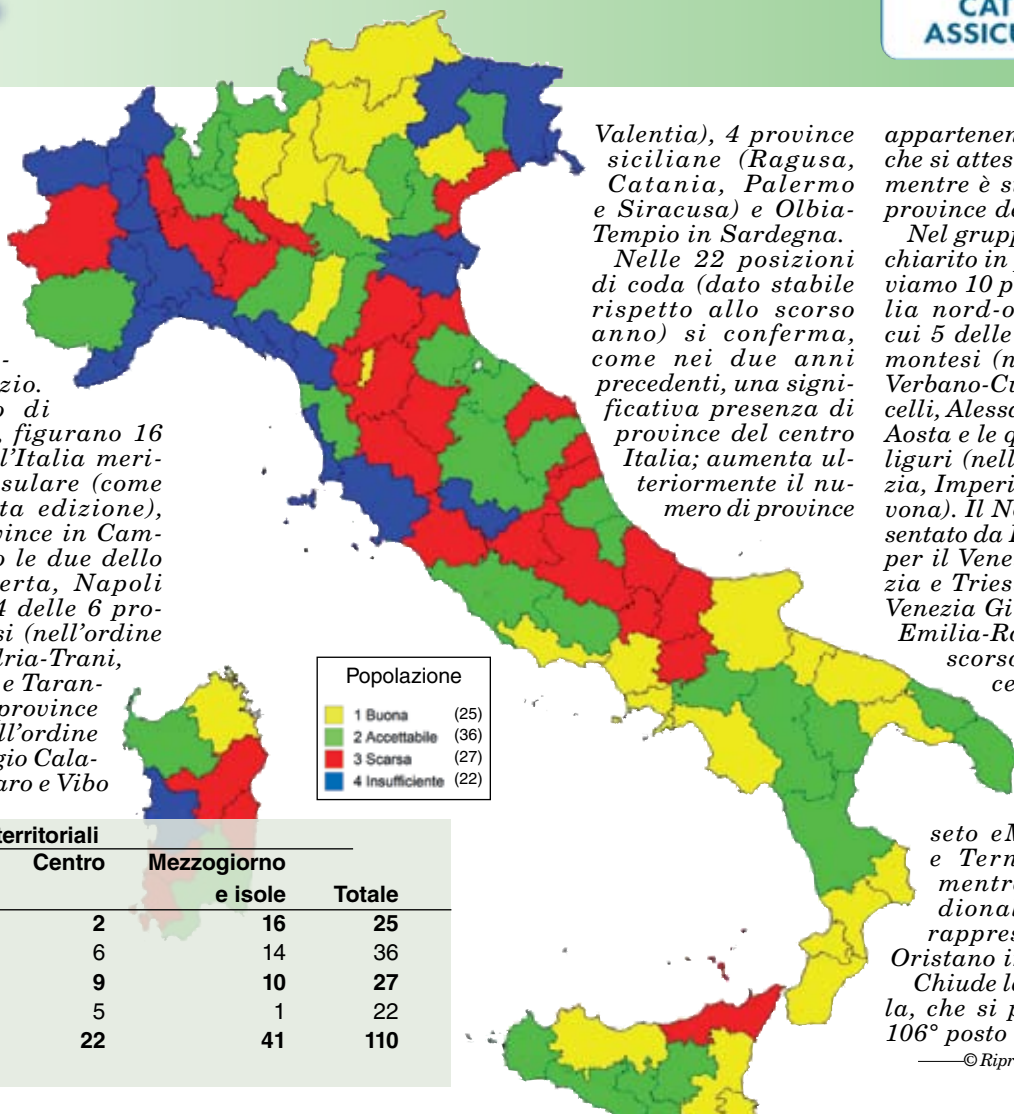 ASSICU
-
zio.
di
, figurano 16
l'Italia meri-
sulare (come
ta edizione),
vince in Cam-
o le due dello
erta, Napoli
4 delle 6 pro-
si (nell'ordine
dria-Trani,
e Taran-
province
ll'ordine
gio Cala-
aro e Vibo
Valentia), 4 province
siciliane (Ragusa,
Catania, Palermo
e Siracusa) e Olbia-
Tempio in Sardegna.
Nelle 22 posizioni
di coda (dato stabile
rispetto allo scorso
anno) si conferma,
come nei due anni
precedenti, una signi-
ficativa presenza di
province del centro
Italia; aumenta ul-
teriormente il nu-
mero di province
appartenen
che si attes
mentre è s
province de
Nel grupp
chiarito in
viamo 10 p
lia nord-o
cui 5 delle
montesi (n
Verbano-Cu
celli, Alessa
Aosta e le q
liguri (nell
zia, Imperi
vona). Il No
sentato da
per il Vene
zia e Tries
Venezia Gi
Emilia-Ro
scorso
ce
seto e M
e Tern
mentr
dional
rappres
Oristano i
Chiude l
la, che si p
106° posto
© Ripr
Popolazione
1 Buona (25)
2 Accettabile (36)
3 Scarsa (27)
4 Insufficiente (22)
territoriali
Centro Mezzogiorno
e isole Totale
2 16 25
6 14 36
9 10 27
5 1 22
22 41 110